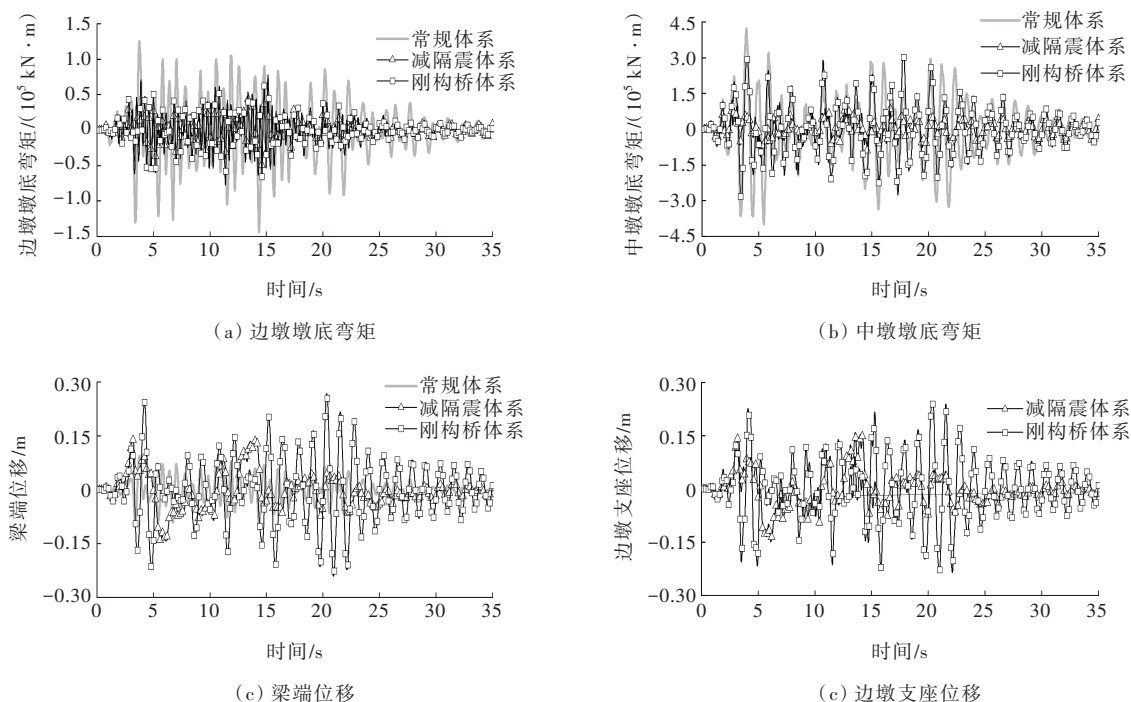 边墩墩底弯矩/(10⁵ kN·m)
1.5
1.0
0.5
0
−0.5
−1.0
−1.5
常规体系
减隔震体系
刚构桥体系
0 5 10 15 20 25 30 35
时间/s
(a) 边墩墩底弯矩
中墩墩底弯矩/(10⁵ kN·m)
4.5
3.0
1.5
0
−1.5
−3.0
−4.5
常规体系
减隔震体系
刚构桥体系
0 5 10 15 20 25 30 35
时间/s
(b) 中墩墩底弯矩
梁端位移/m
0.30
0.15
0
−0.15
−0.30
常规体系
减隔震体系
刚构桥体系
0 5 10 15 20 25 30 35
时间/s
(c) 梁端位移
边墩支座位移/m
0.30
0.15
0
−0.15
−0.30
减隔震体系
刚构桥体系
0 5 10 15 20 25 30 35
时间/s
(c) 边墩支座位移